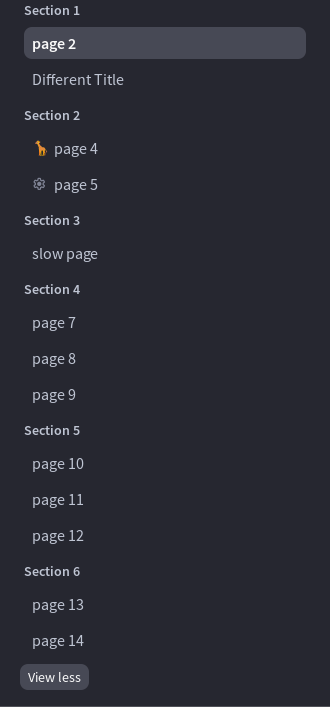 Section 1
page 2
Different Title
Section 2
page 4
page 5
Section 3
slow page
Section 4
page 7
page 8
page 9
Section 5
page 10
page 11
page 12
Section 6
page 13
page 14
View less